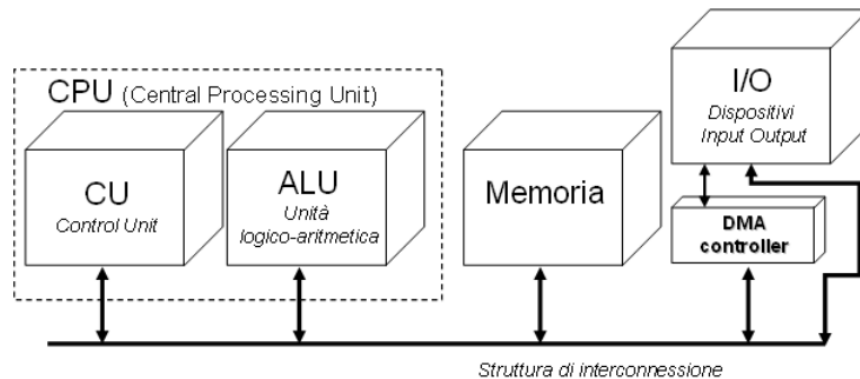 CPU (Central Processing Unit)
CU
Control Unit
ALU
Unità
logico-aritmetica
Memoria
I/O
Dispositivi
Input Output
DMA
controller
Struttura di interconnessione